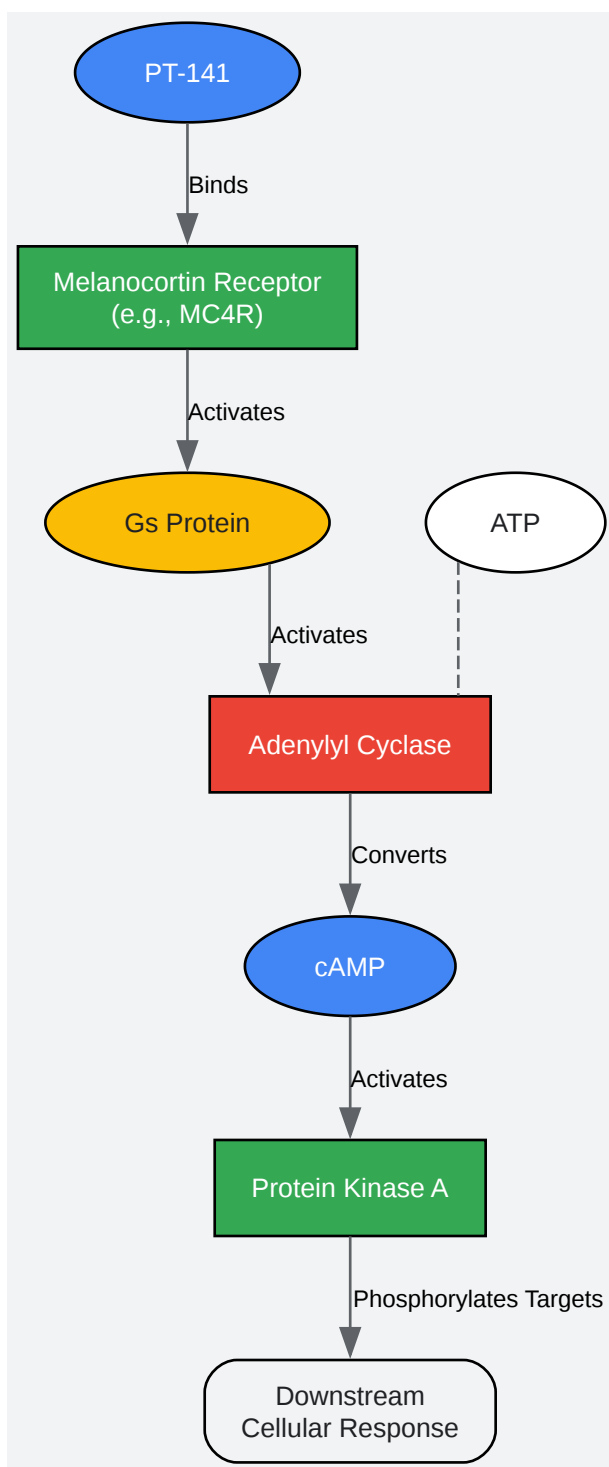 PT-141
Binds
Melanocortin Receptor
(e.g., MC4R)
Activates
Gs Protein
ATP
Activates
Adenylyl Cyclase
Converts
cAMP
Activates
Protein Kinase A
Phosphorylates Targets
Downstream
Cellular Response